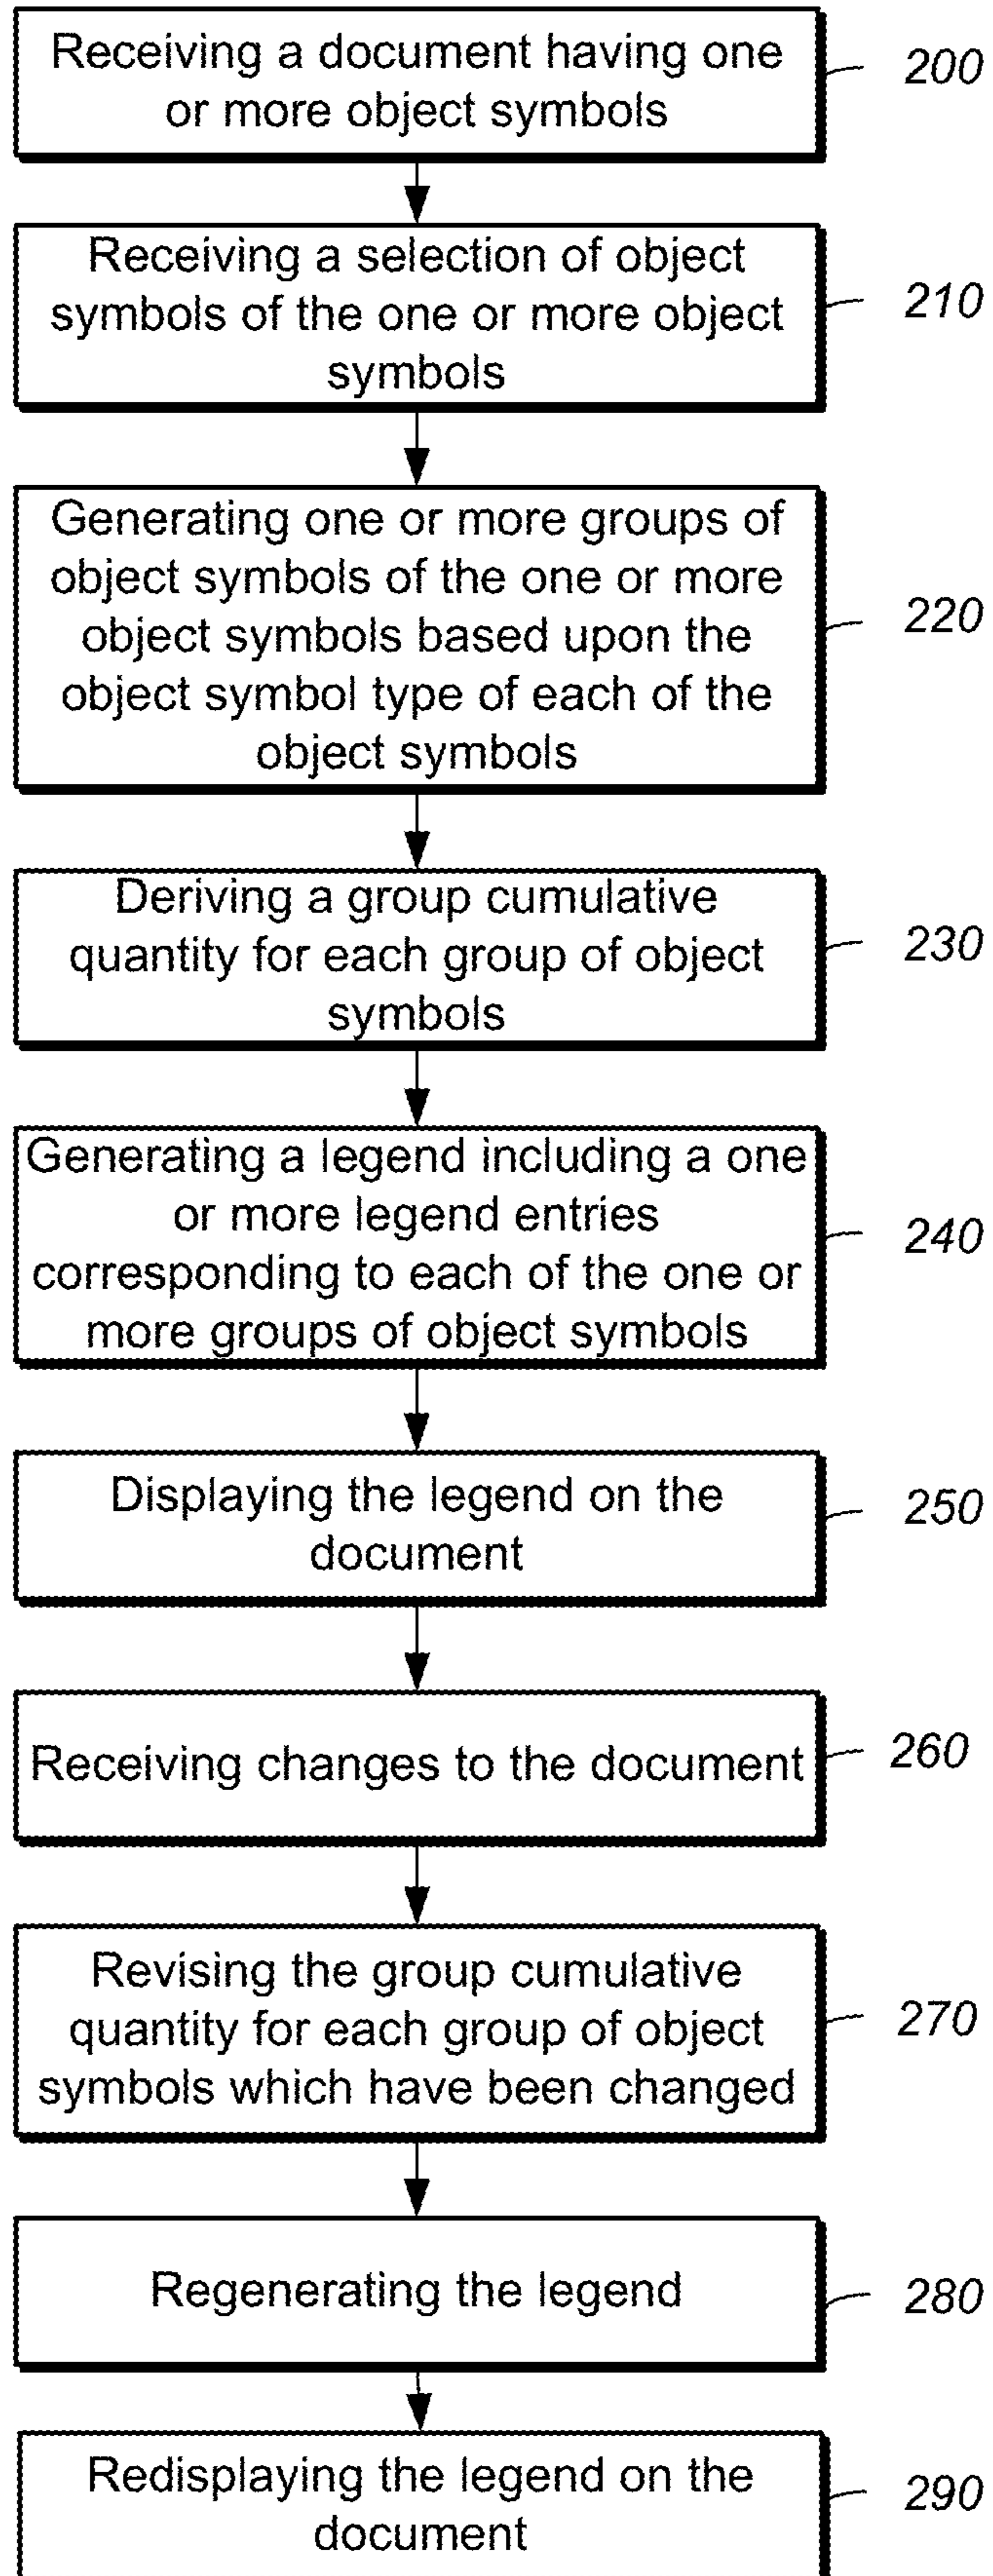 Receiving a document having one
or more object symbols
200
Receiving a selection of object
symbols of the one or more object
symbols
210
Generating one or more groups of
object symbols of the one or more
object symbols based upon the
object symbol type of each of the
object symbols
220
Deriving a group cumulative
quantity for each group of object
symbols
230
Generating a legend including a one
or more legend entries
corresponding to each of the one or
more groups of object symbols
240
Displaying the legend on the
document
250
Receiving changes to the document
260
Revising the group cumulative
quantity for each group of object
symbols which have been changed
270
Regenerating the legend
280
Redisplaying the legend on the
document
290